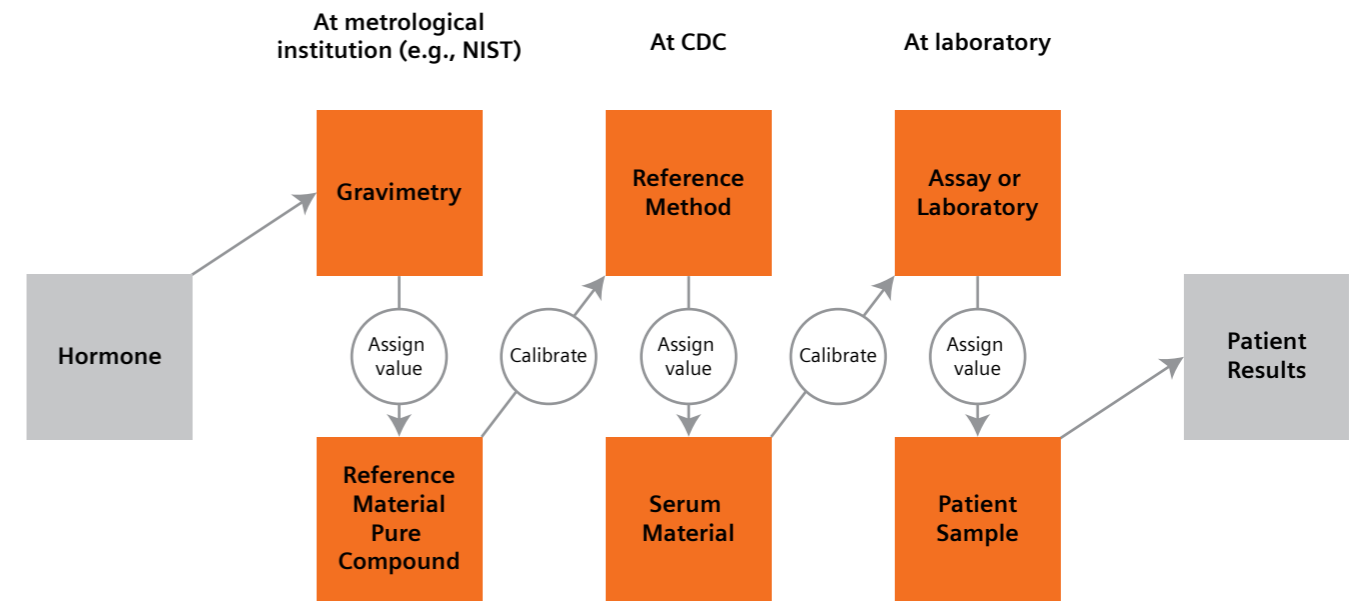 At metrological
institution (e.g., NIST)
At CDC
At laboratory
Gravimetry
Reference
Method
Assay or
Laboratory
Hormone
Assign
value
Calibrate
Assign
value
Calibrate
Assign
value
Patient
Results
Reference
Material
Pure
Compound
Serum
Material
Patient
Sample